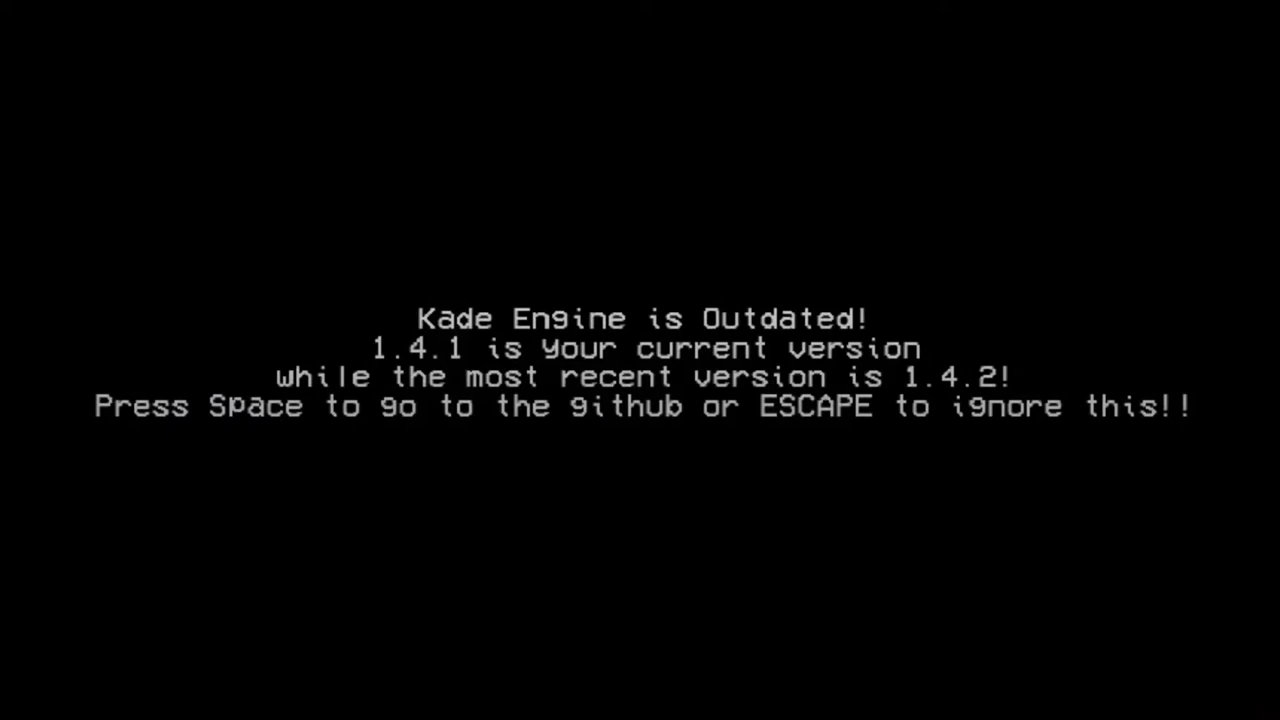 Kade Engine is Outdated!
1.4.1 is your current version
while the most recent version is 1.4.2!
Press Space to go to the github or ESCAPE to ignore this!!